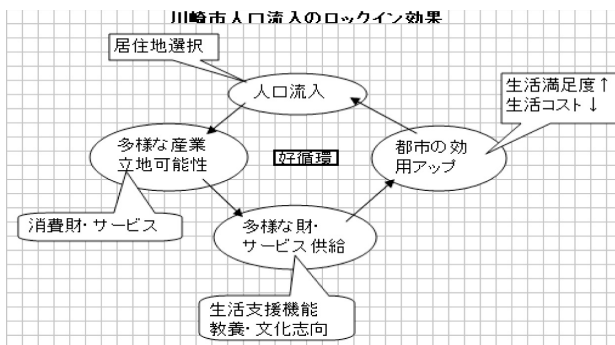 川崎市人口流入のロックイン効果
居住地選択
人口流入
生活満足度↑
生活コスト↓
多様な産業
立地可能性
好循環
都市の効
用アップ
消費財・サービス
多様な財・
サービス供給
生活支援機能
教養・文化志向